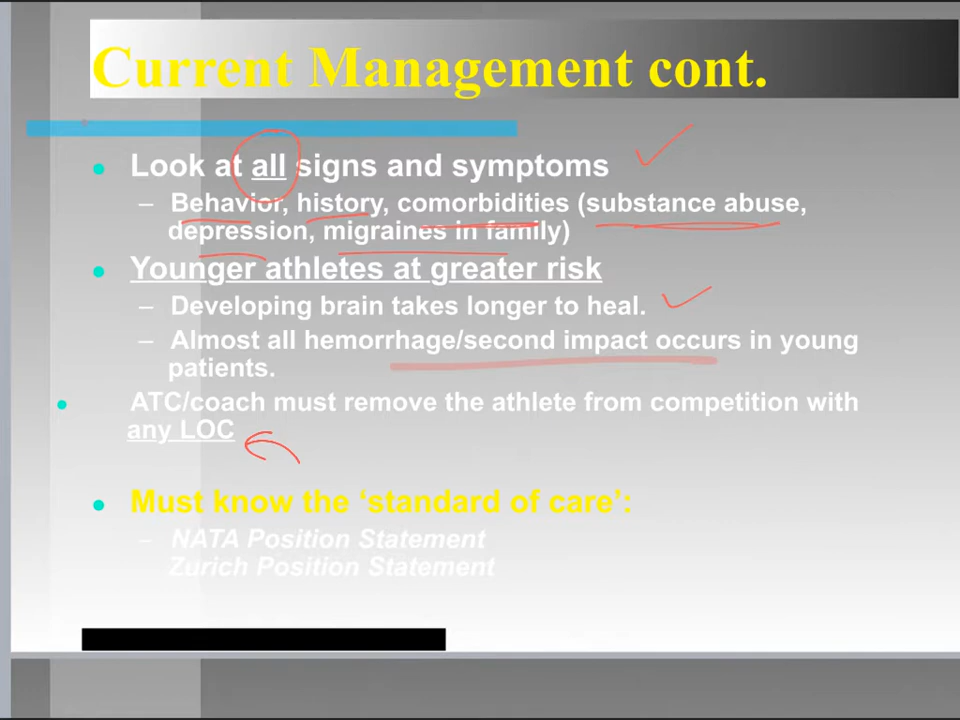 Current Management cont.
Look at all signs and symptoms
– Behavior, history, comorbidities (substance abuse,
depression, migraines in family)
Younger athletes at greater risk
– Developing brain takes longer to heal.
– Almost all hemorrhage/second impact occurs in young
patients.
ATC/coach must remove the athlete from competition with
any LOC
Must know the ‘standard of care’:
– NATA Position Statement
Zurich Position Statement